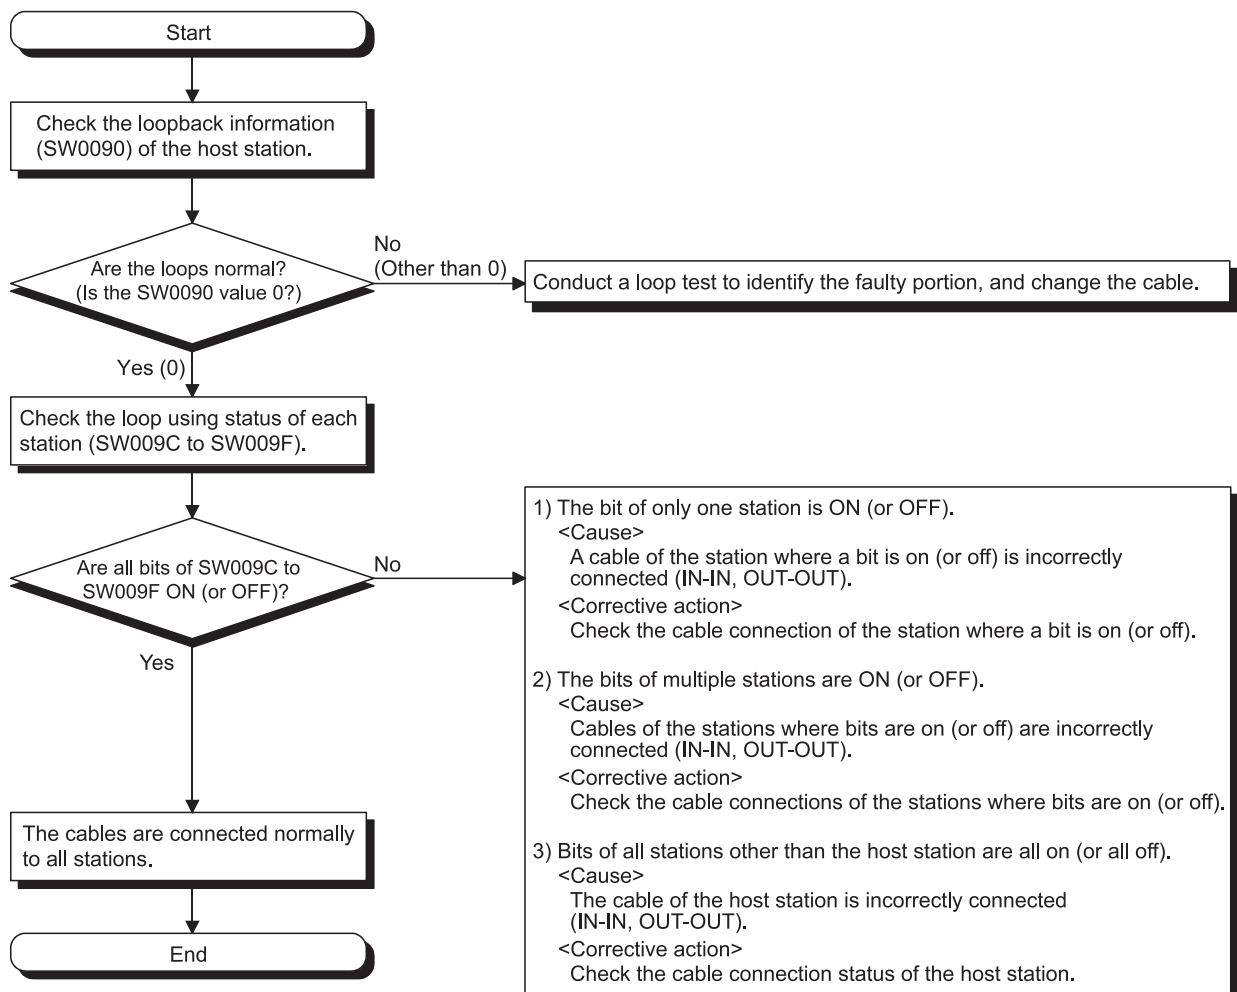 Start
Check the loopback information
(SW0090) of the host station.
Are the loops normal?
(Is the SW0090 value 0?)
No
(Other than 0)
Conduct a loop test to identify the faulty portion, and change the cable.
Yes (0)
Check the loop using status of each
station (SW009C to SW009F).
Are all bits of SW009C to
SW009F ON (or OFF)?
No
1) The bit of only one station is ON (or OFF).
<Cause>
A cable of the station where a bit is on (or off) is incorrectly
connected (IN-IN, OUT-OUT).
<Corrective action>
Check the cable connection of the station where a bit is on (or off).
2) The bits of multiple stations are ON (or OFF).
<Cause>
Cables of the stations where bits are on (or off) are incorrectly
connected (IN-IN, OUT-OUT).
<Corrective action>
Check the cable connections of the stations where bits are on (or off).
3) Bits of all stations other than the host station are all on (or all off).
<Cause>
The cable of the host station is incorrectly connected
(IN-IN, OUT-OUT).
<Corrective action>
Check the cable connection status of the host station.
Yes
The cables are connected normally
to all stations.
End